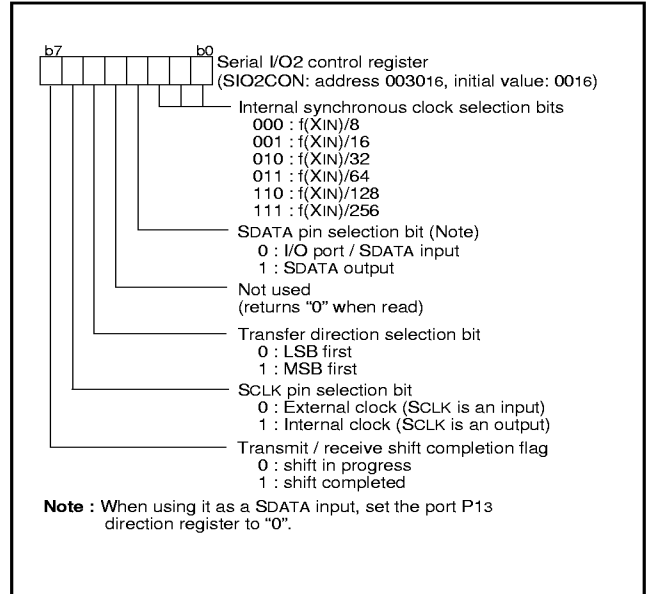 b7 b0
Serial I/O2 control register
(SIO2CON: address 003016, initial value: 0016)
Internal synchronous clock selection bits
000 : f(XIN)/8
001 : f(XIN)/16
010 : f(XIN)/32
011 : f(XIN)/64
110 : f(XIN)/128
111 : f(XIN)/256
SDATA pin selection bit (Note)
0 : I/O port / SDATA input
1 : SDATA output
Not used
(returns “0” when read)
Transfer direction selection bit
0 : LSB first
1 : MSB first
SCLK pin selection bit
0 : External clock (SCLK is an input)
1 : Internal clock (SCLK is an output)
Transmit / receive shift completion flag
0 : shift in progress
1 : shift completed
Note : When using it as a SDATA input, set the port P13
direction register to “0”.